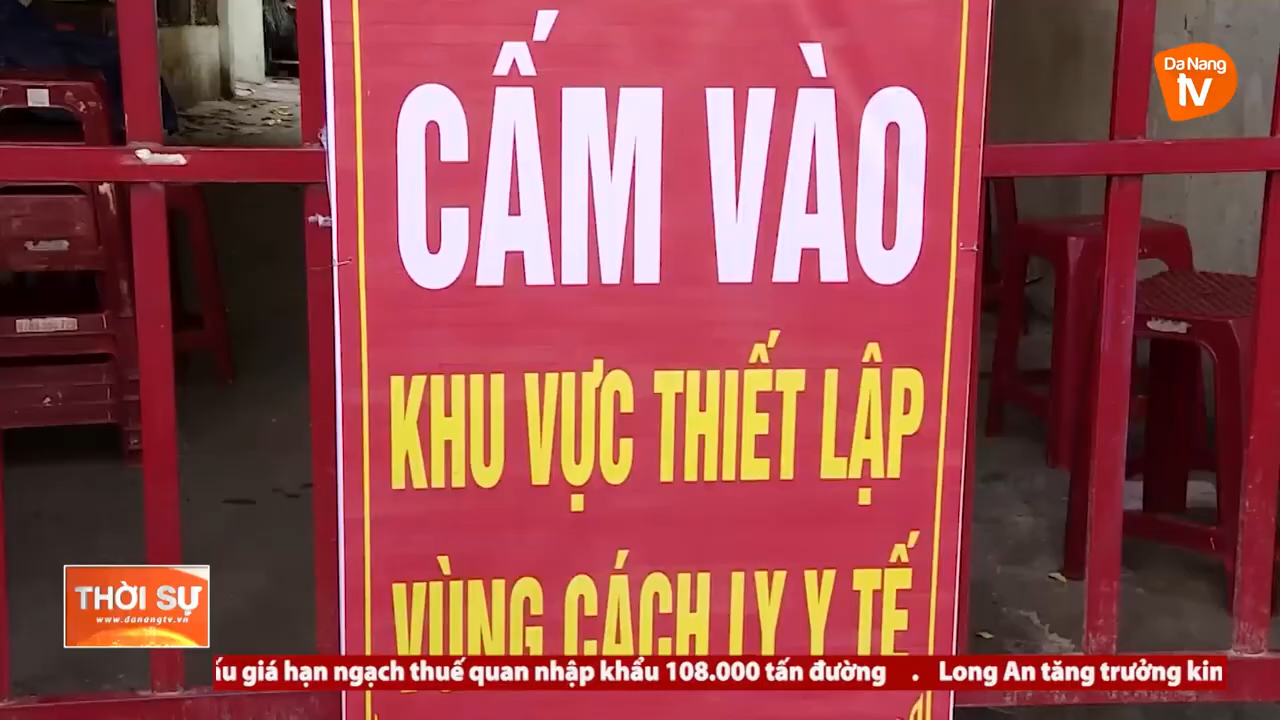 CẤM VÀO
KHU VỰC THIẾT LẬP
VÙNG CÁCH LY Y TẾ
Da Nang
tv
THỜI SỰ
www.danangtv.vn
giá hạn ngạch thuế quan nhập khẩu 108.000 tấn đường . Long An tăng trưởng